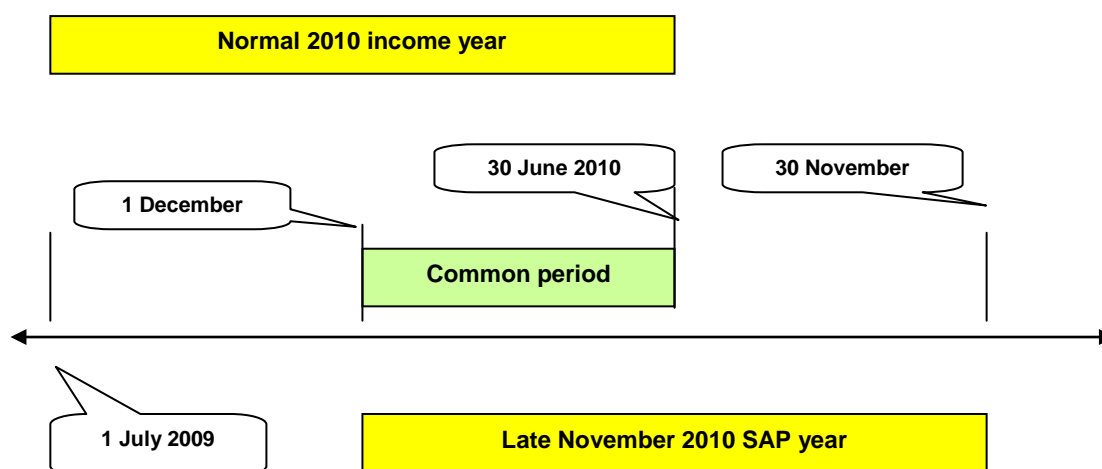 Normal 2010 income year
30 June 2010
30 November
1 December
Common period
1 July 2009
Late November 2010 SAP year